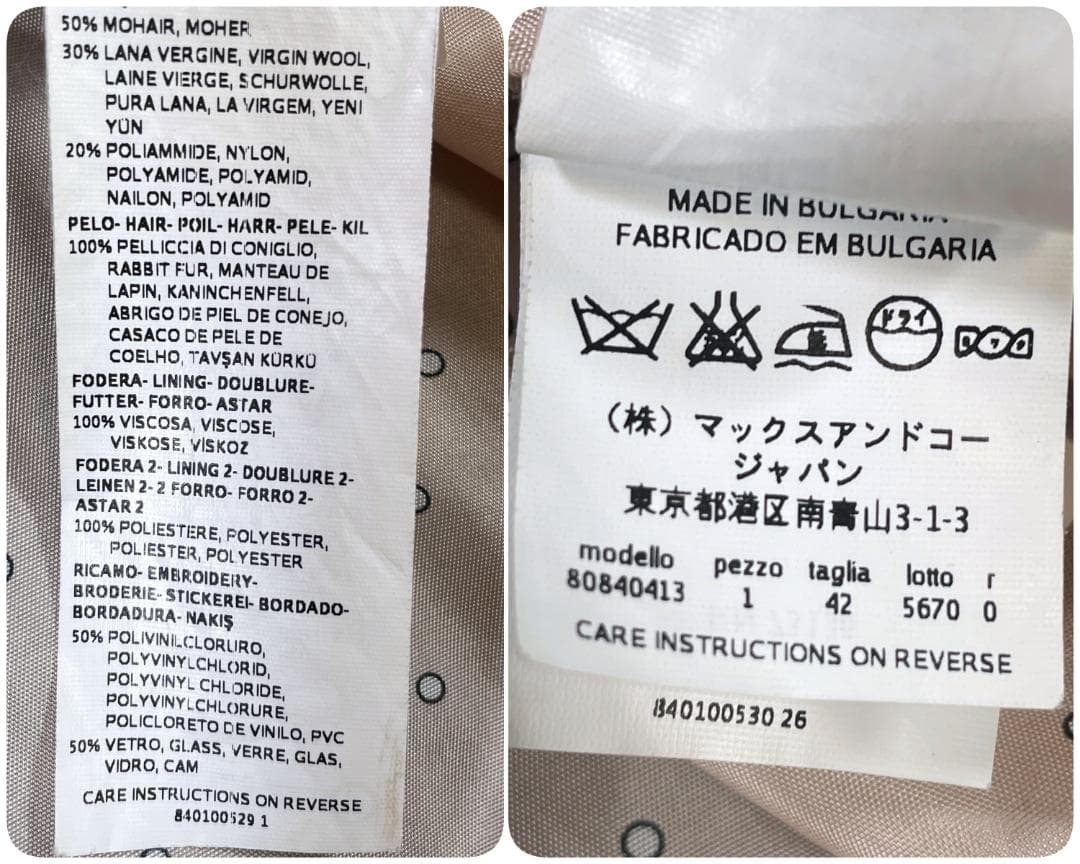 50% MOHAIR, MOHER
30% LANA VERGINE, VIRGIN WOOL,
LAINE VIERGE, SCHURWOLLE,
PURA LANA, LA VIRGEM, YENI
YÜN
20% POLIAMMIDE, NYLON,
POLYAMIDE, POLYAMID,
NAILON, POLYAMID
PELO- HAIR- POIL- HARR- PELE- KIL
100% PELLICCIA DI CONIGLIO,
RABBIT FUR, MANTEAU DE
LAPIN, KANINCHENFELL,
ABRIGO DE PIEL DE CONEJO,
CASACO DE PELE DE
COELHO, TAVŞAN KÜRKÜ
FODERA- LINING- DOUBLURE-
FUTTER- FORRO- ASTAR
100% VISCOSA, VISCOSE,
VISKOSE, VİSKOZ
FODERA 2- LINING 2- DOUBLURE 2-
LEINEN 2- 2 FORRO- FORRO 2-
ASTAR 2
100% POLIESTERE, POLYESTER,
POLIESTER, POLYESTER
RICAMO- EMBROIDERY-
BRODERIE- STICKEREI- BORDADO-
BORDADURA- NAKIŞ
50% POLIVINILCLORURO,
POLYVINYLCHLORID,
POLYVINYL CHLORIDE,
POLYVINYLCHLORURE,
POLICLORETO DE VINILO, PVC
50% VETRO, GLASS, VERRE, GLAS,
VIDRO, CAM
CARE INSTRUCTIONS ON REVERSE
840100529 1
MADE IN BULGARIA
FABRICADO EM BULGARIA
ドライ
（株）マックスアンドコー
ジャパン
東京都港区南青山3-1-3
modello pezzo taglia lotto r
80840413 1 42 5670 0
CARE INSTRUCTIONS ON REVERSE
840100530 26